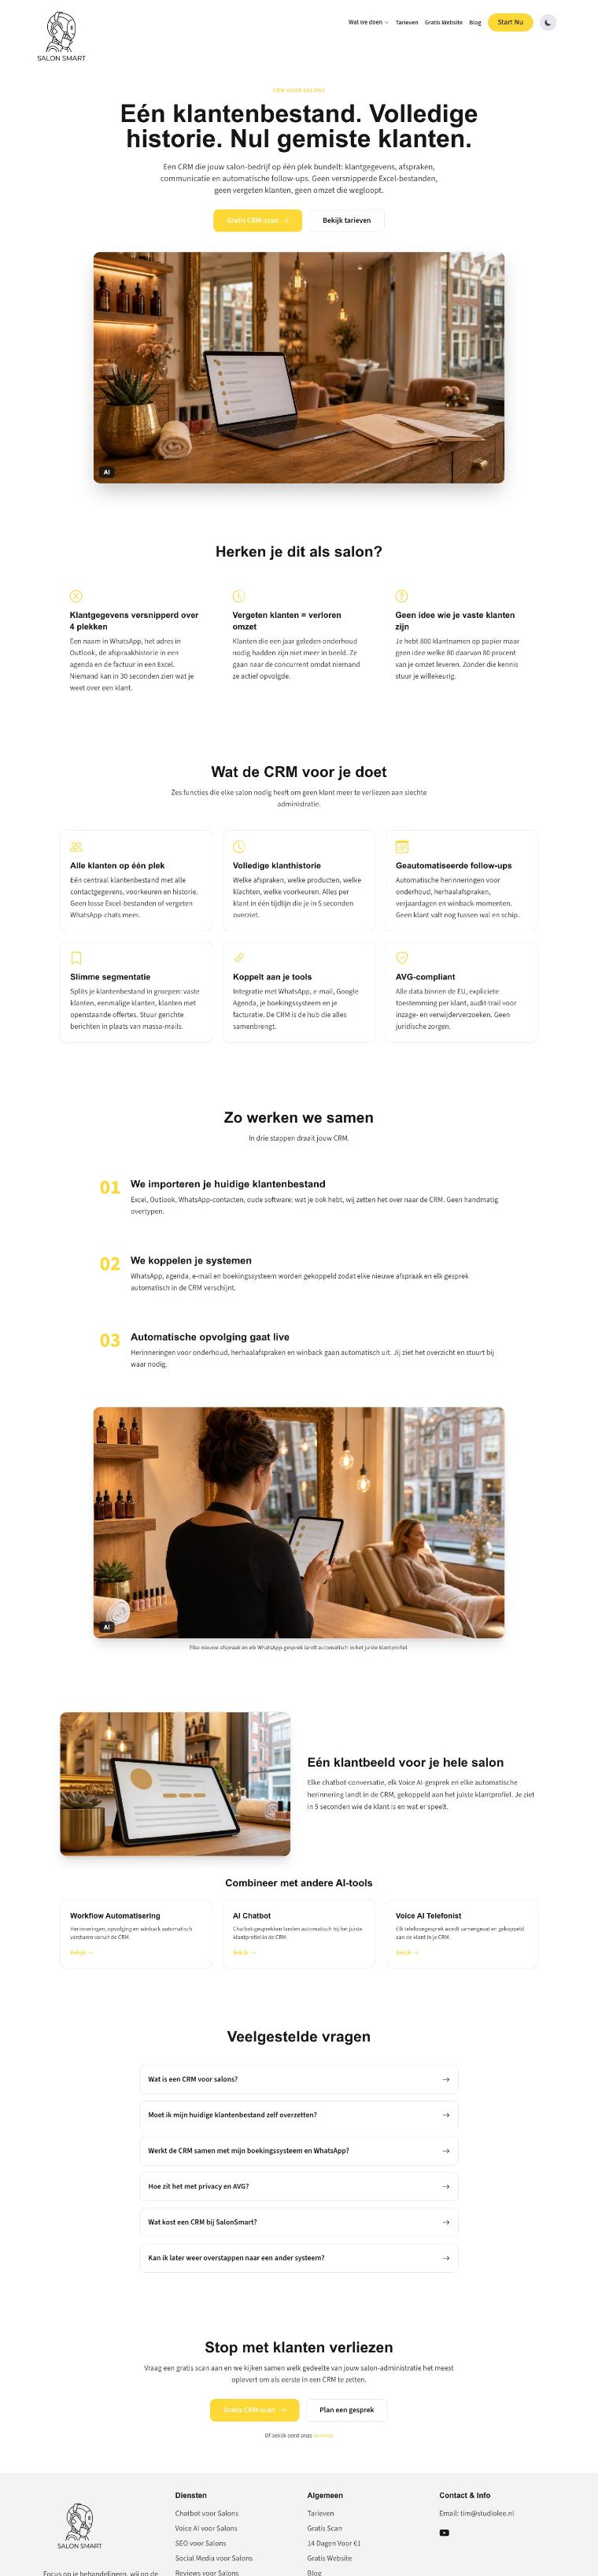 SALON SMART
Wat we doen
Tarieven
Gratis Website
Blog
Start Nu
CRM VOOR SALONS
Eén klantenbestand. Volledige
historie. Nul gemiste klanten.
Een CRM die jouw salon-bedrijf op één plek bundelt: klantgegevens, afspraken,
communicatie en automatische follow-ups. Geen versnipperde Excel-bestanden,
geen vergeten klanten, geen omzet die wegloopt.
Gratis CRM-scan →
Bekijk tarieven
AI
Herken je dit als salon?
Klantgegevens versnipperd over
4 plekken
Een naam in WhatsApp, het adres in
Outlook, de afspraakhistorie in een
agenda en de factuur in een Excel.
Niemand kan in 30 seconden zien wat je
weet over een klant.
Vergeten klanten = verloren
omzet
Klanten die een jaar geleden onderhoud
nodig hadden zijn niet meer in beeld. Ze
gaan naar de concurrent omdat niemand
ze actief opvolgde.
Geen idee wie je vaste klanten
zijn
Je hebt 800 klantnamen op papier maar
geen idee welke 80 daarvan 80 procent
van je omzet leveren. Zonder die kennis
stuur je willekeurig.
Wat de CRM voor je doet
Zes functies die elke salon nodig heeft om geen klant meer te verliezen aan slechte
administratie.
Alle klanten op één plek
Eén centraal klantenbestand met alle
contactgegevens, voorkeuren en historie.
Geen losse Excel-bestanden of vergeten
WhatsApp-chats meer.
Volledige klanthistorie
Welke afspraken, welke producten, welke
klachten, welke voorkeuren. Alles per
klant in één tijdlijn die je in 5 seconden
overziet.
Geautomatiseerde follow-ups
Automatische herinneringen voor
onderhoud, herhaalafspraken,
verjaardagen en winback-momenten.
Geen klant valt nog tussen wal en schip.
Slimme segmentatie
Splits je klantenbestand in groepen: vaste
klanten, eenmalige klanten, klanten met
openstaande offertes. Stuur gerichte
berichten in plaats van massa-mails.
Koppelt aan je tools
Integratie met WhatsApp, e-mail, Google
Agenda, je boekingssysteem en je
facturatie. De CRM is de hub die alles
samenbrengt.
AVG-compliant
Alle data binnen de EU, expliciete
toestemming per klant, audit-trail voor
inzage- en verwijderverzoeken. Geen
juridische zorgen.
Zo werken we samen
In drie stappen draait jouw CRM.
01
We importeren je huidige klantenbestand
Excel, Outlook, WhatsApp-contacten, oude software: wat je ook hebt, wij zetten het over naar de CRM. Geen handmatig
overtypen.
02
We koppelen je systemen
WhatsApp, agenda, e-mail en boekingssysteem worden gekoppeld zodat elke nieuwe afspraak en elk gesprek
automatisch in de CRM verschijnt.
03
Automatische opvolging gaat live
Herinneringen voor onderhoud, herhaalafspraken en winback gaan automatisch uit. Jij ziet het overzicht en stuurt bij
waar nodig.
AI
Elke nieuwe afspraak en elk WhatsApp-gesprek landt automatisch in het juiste klantprofiel.
Eén klantbeeld voor je hele salon
Elke chatbot-conversatie, elk Voice AI-gesprek en elke automatische
herinnering landt in de CRM, gekoppeld aan het juiste klantprofiel. Je ziet
in 5 seconden wie de klant is en wat er speelt.
Combineer met andere AI-tools
Workflow Automatisering
Herinneringen, opvolging en winback automatisch
versturen vanuit de CRM.
Bekijk →
AI Chatbot
Chatbot-gesprekken landen automatisch bij het juiste
klantprofiel in de CRM.
Bekijk →
Voice AI Telefonist
Elk telefoongesprek wordt samengevat en gekoppeld
aan de klant in je CRM.
Bekijk →
Veelgestelde vragen
Wat is een CRM voor salons? →
Moet ik mijn huidige klantenbestand zelf overzetten? →
Werkt de CRM samen met mijn boekingssysteem en WhatsApp? →
Hoe zit het met privacy en AVG? →
Wat kost een CRM bij SalonSmart? →
Kan ik later weer overstappen naar een ander systeem? →
Stop met klanten verliezen
Vraag een gratis scan aan en we kijken samen welk gedeelte van jouw salon-administratie het meest
oplevert om als eerste in een CRM te zetten.
Gratis CRM-scan →
Plan een gesprek
Of bekijk eerst onze tarieven
SALON SMART
Focus op je behandelingen, wij op de
Diensten
Chatbot voor Salons
Voice AI voor Salons
SEO voor Salons
Social Media voor Salons
Reviews voor Salons
Algemeen
Tarieven
Gratis Scan
14 Dagen Voor €1
Gratis Website
Blog
Contact & Info
Email: tim@studiolee.nl